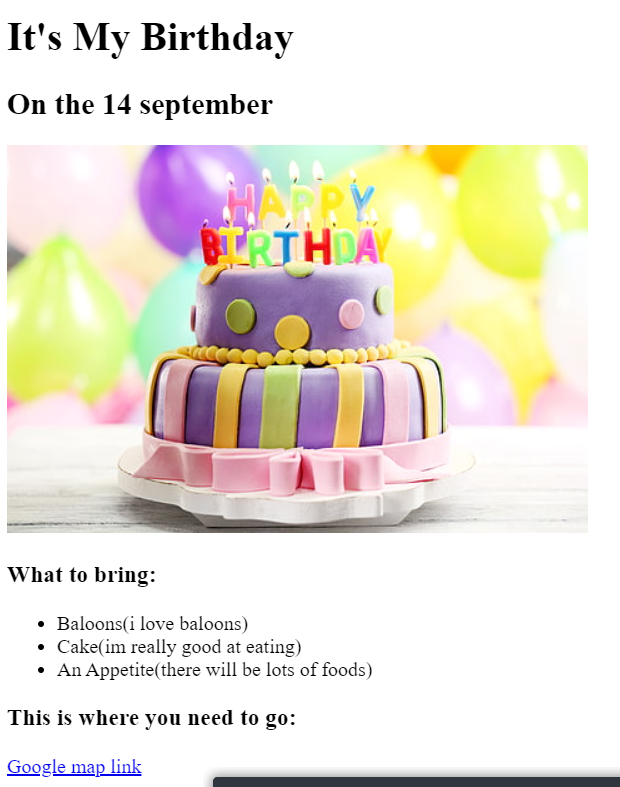 It's My Birthday
On the 14 september
HAPPY
BIRTHDAY
What to bring:
Baloons(i love baloons)
Cake(im really good at eating)
An Appetite(there will be lots of foods)
This is where you need to go:
Google map link